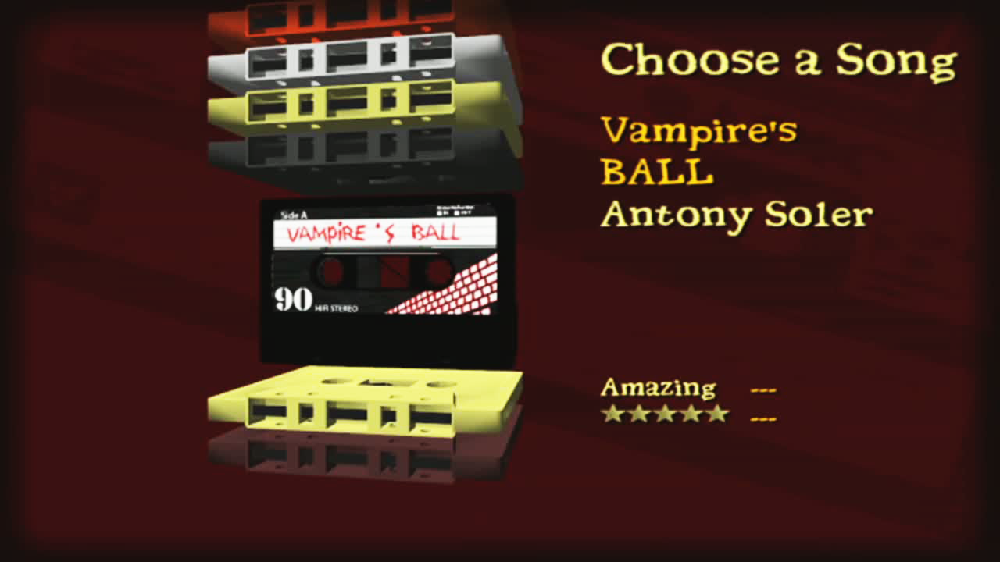 Choose a Song
Vampire's
BALL
Antony Soler
Side A
VAMPiRE 'S BALL
90 HIFI STEREO
Amazing ---
---